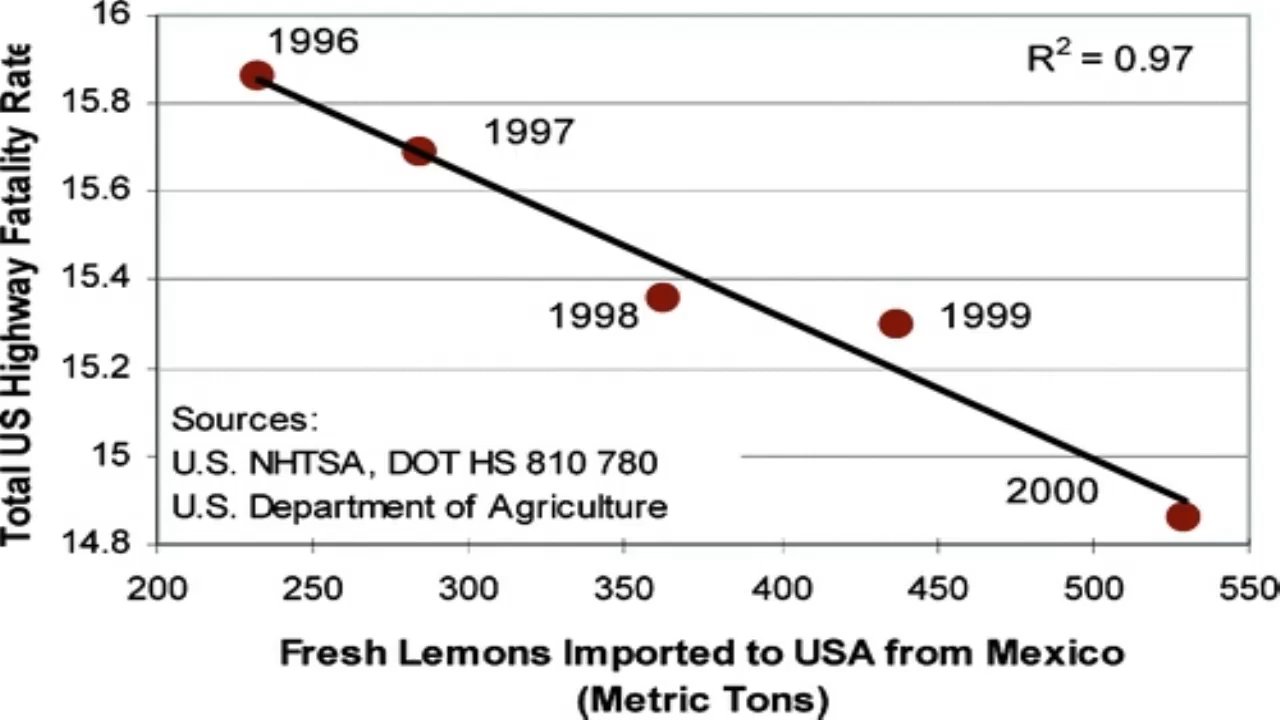 Total US Highway Fatality Rate
16
15.8
15.6
15.4
15.2
15
14.8
1996
R² = 0.97
1997
1998
1999
2000
Sources:
U.S. NHTSA, DOT HS 810 780
U.S. Department of Agriculture
200 250 300 350 400 450 500 550
Fresh Lemons Imported to USA from Mexico
(Metric Tons)